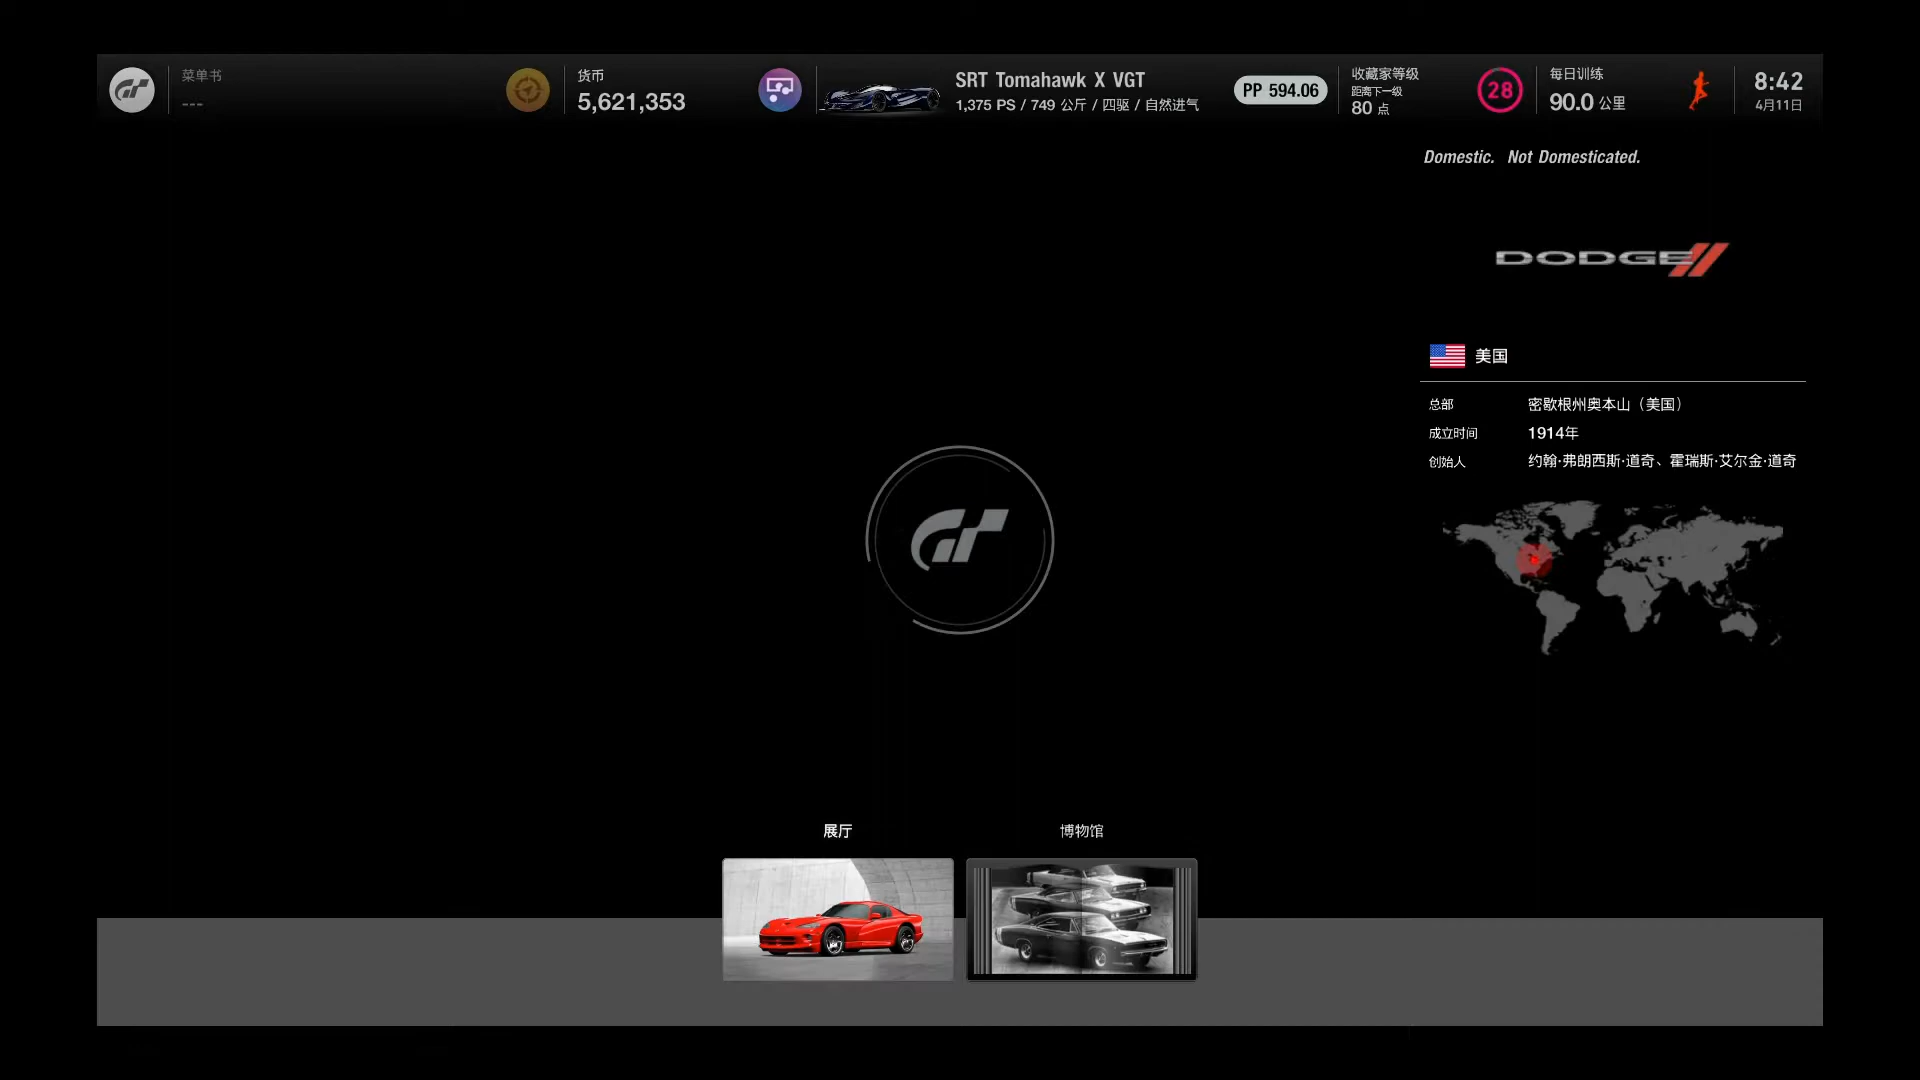 菜单书
---
货币
5,621,353
SRT Tomahawk X VGT
1,375 PS / 749 公斤 / 四驱 / 自然进气
PP 594.06
收藏家等级
距离下一级
80 点
28
每日训练
90.0 公里
8:42
4月11日
Domestic. Not Domesticated.
DODGE
美国
总部 密歇根州奥本山（美国）
成立时间 1914年
创始人 约翰·弗朗西斯·道奇、霍瑞斯·艾尔金·道奇
GT
展厅
博物馆